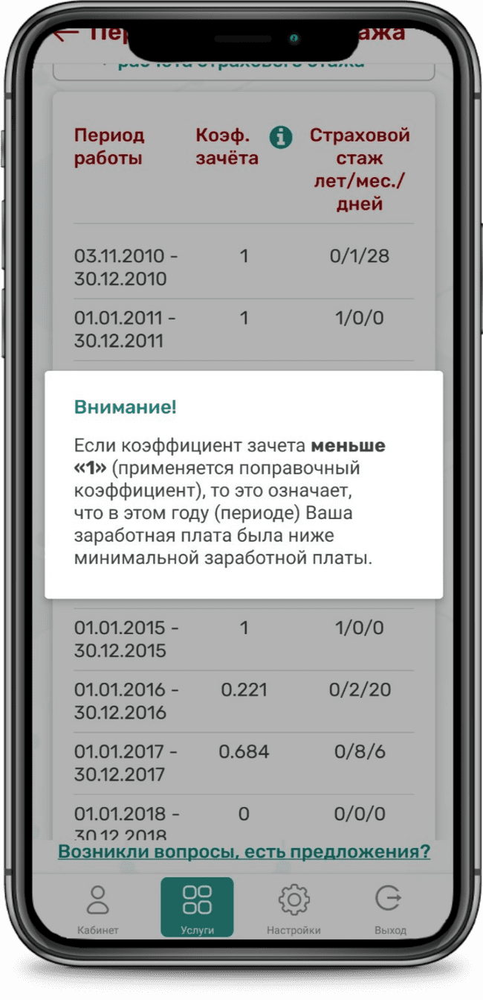 расчета страхового стажа
Период
работы
Коэф.
зачёта
Страховой
стаж
лет/мес./
дней
03.11.2010 -
30.12.2010
1
0/1/28
01.01.2011 -
30.12.2011
1
1/0/0
Внимание!
Если коэффициент зачета меньше
«1» (применяется поправочный
коэффициент), то это означает,
что в этом году (периоде) Ваша
заработная плата была ниже
минимальной заработной платы.
01.01.2015 -
30.12.2015
1
1/0/0
01.01.2016 -
30.12.2016
0.221
0/2/20
01.01.2017 -
30.12.2017
0.684
0/8/6
01.01.2018 -
30.12.2018
0
0/0/0
Возникли вопросы, есть предложения?
Кабинет
Услуги
Настройки
Выход